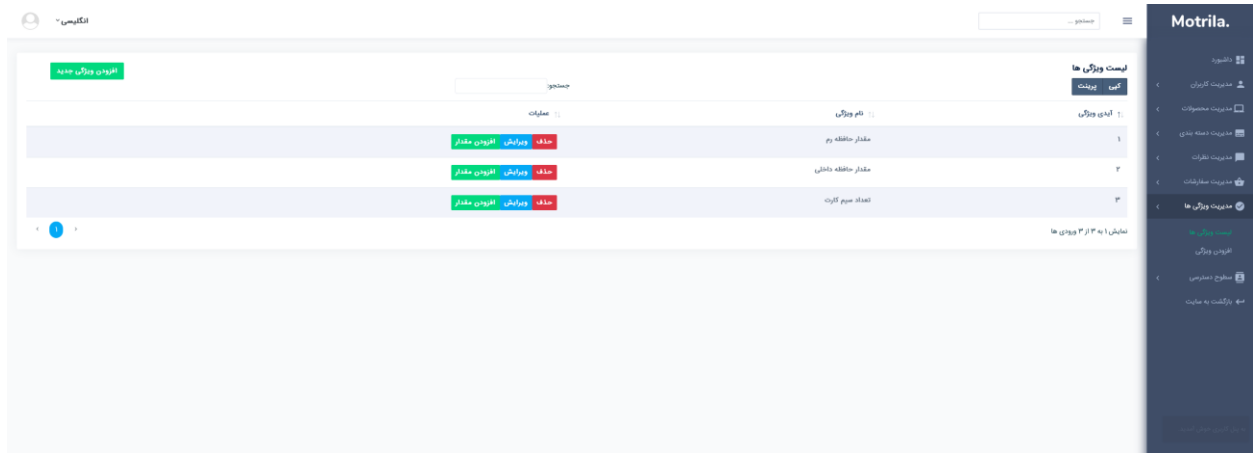 Motrila.
جستجو ...
انگلیسی
داشبورد
مدیریت کاربران
مدیریت محصولات
مدیریت دسته بندی
مدیریت نظرات
مدیریت سفارشات
مدیریت ویژگی ها
لیست ویژگی ها
افزودن ویژگی
سطوح دسترسی
بازگشت به سایت
لیست ویژگی ها
افزودن ویژگی جدید
کپی پرینت
جستجو:
آیدی ویژگی نام ویژگی عملیات
۱ مقدار حافظه رم حذف ویرایش افزودن مقدار
۲ مقدار حافظه داخلی حذف ویرایش افزودن مقدار
۳ تعداد سیم کارت حذف ویرایش افزودن مقدار
نمایش ۱ به ۳ از ۳ ورودی ها
۱